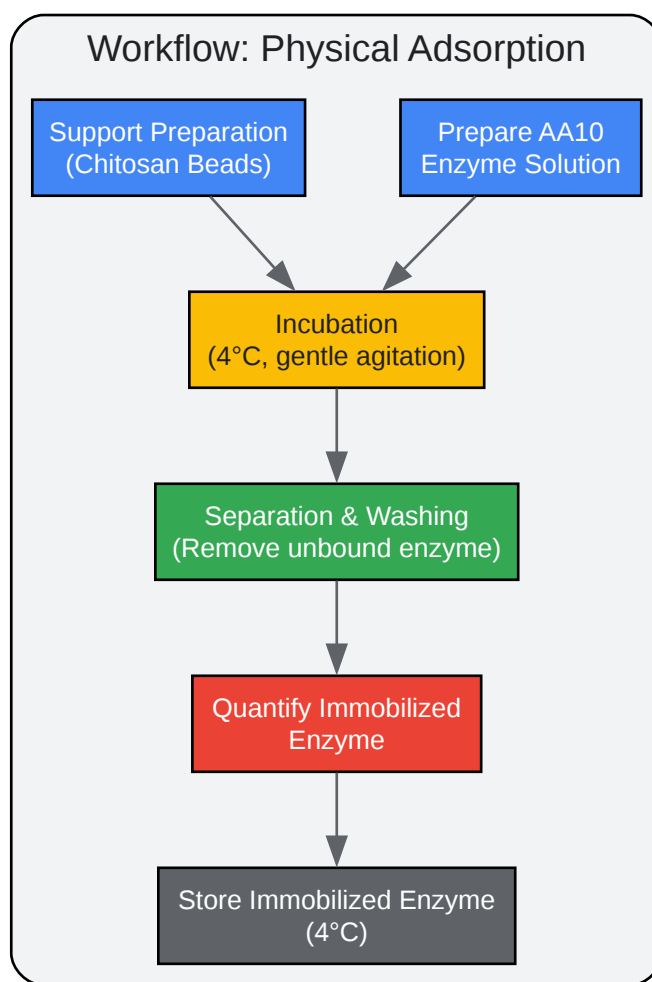 Workflow: Physical Adsorption
Support Preparation
(Chitosan Beads)
Prepare AA10
Enzyme Solution
Incubation
(4°C, gentle agitation)
Separation & Washing
(Remove unbound enzyme)
Quantify Immobilized
Enzyme
Store Immobilized Enzyme
(4°C)